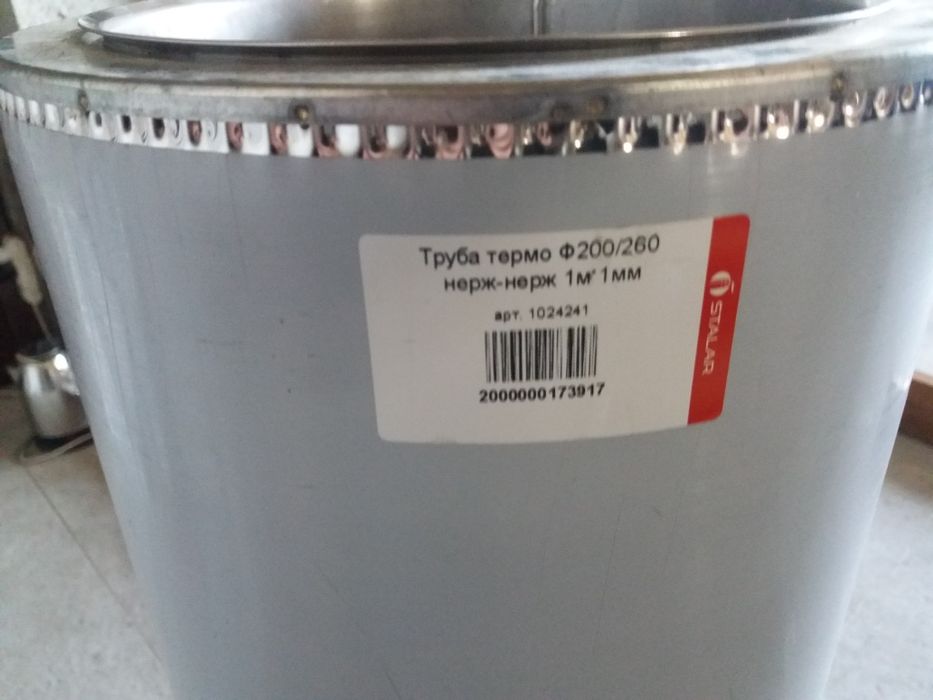 Труба термо Ф200/260
нерж-нерж 1м 1мм
арт. 1024241
2000000173917
STALAR